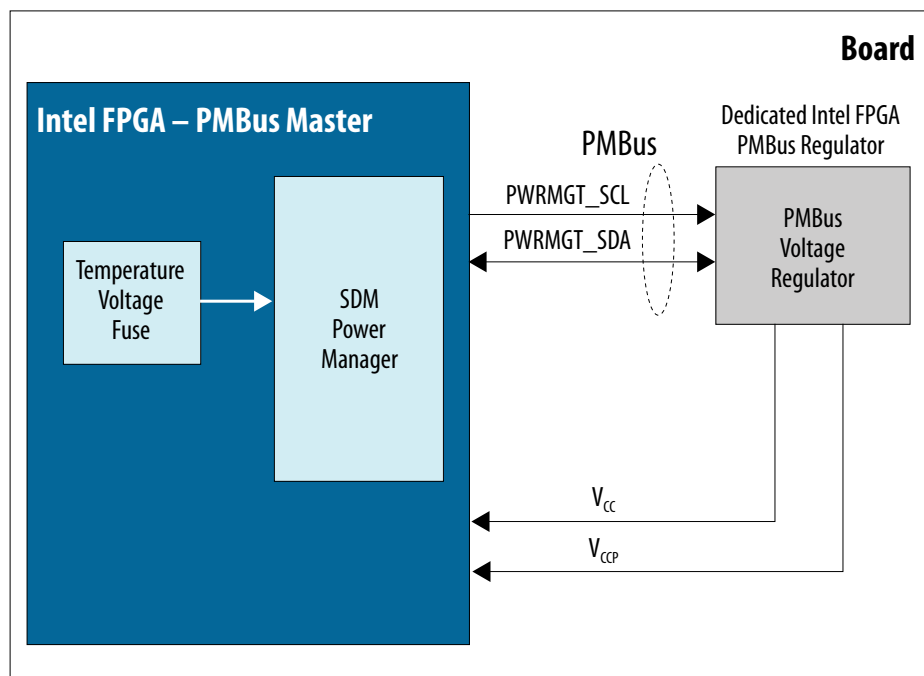 Board
Intel FPGA – PMBus Master
Dedicated Intel FPGA
PMBus Regulator
PMBus
PWRMGT_SCL
PWRMGT_SDA
PMBus
Voltage
Regulator
Temperature
Voltage
Fuse
SDM
Power
Manager
VCC
VCCP